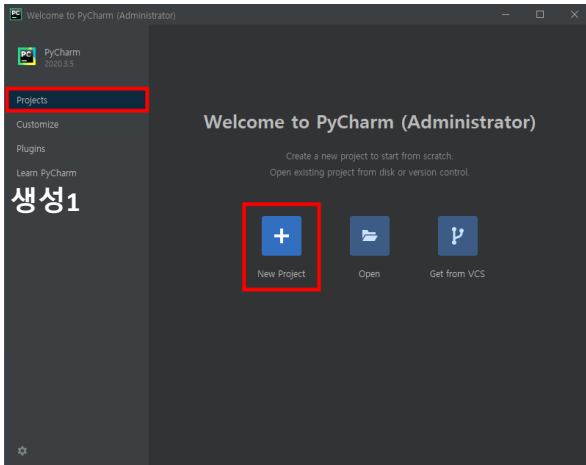 PC Welcome to PyCharm (Administrator)
PC PyCharm
2020.3.5
Projects
Customize
Plugins
Learn PyCharm
생성1
Welcome to PyCharm (Administrator)
Create a new project to start from scratch.
Open existing project from disk or version control.
New Project
Open
Get from VCS